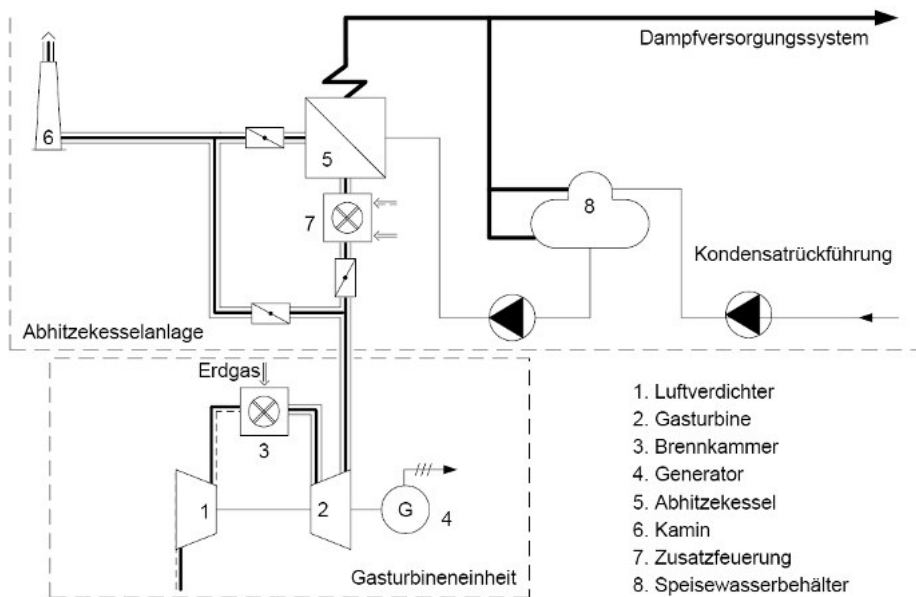 Dampfversorgungssystem
6
5
7
8
Kondensatrückführung
Abhitzekesselanlage
Erdgas
3
1
2
G
4
Gasturbineneinheit
1. Luftverdichter
2. Gasturbine
3. Brennkammer
4. Generator
5. Abhitzekessel
6. Kamin
7. Zusatzfeuerung
8. Speisewasserbehälter